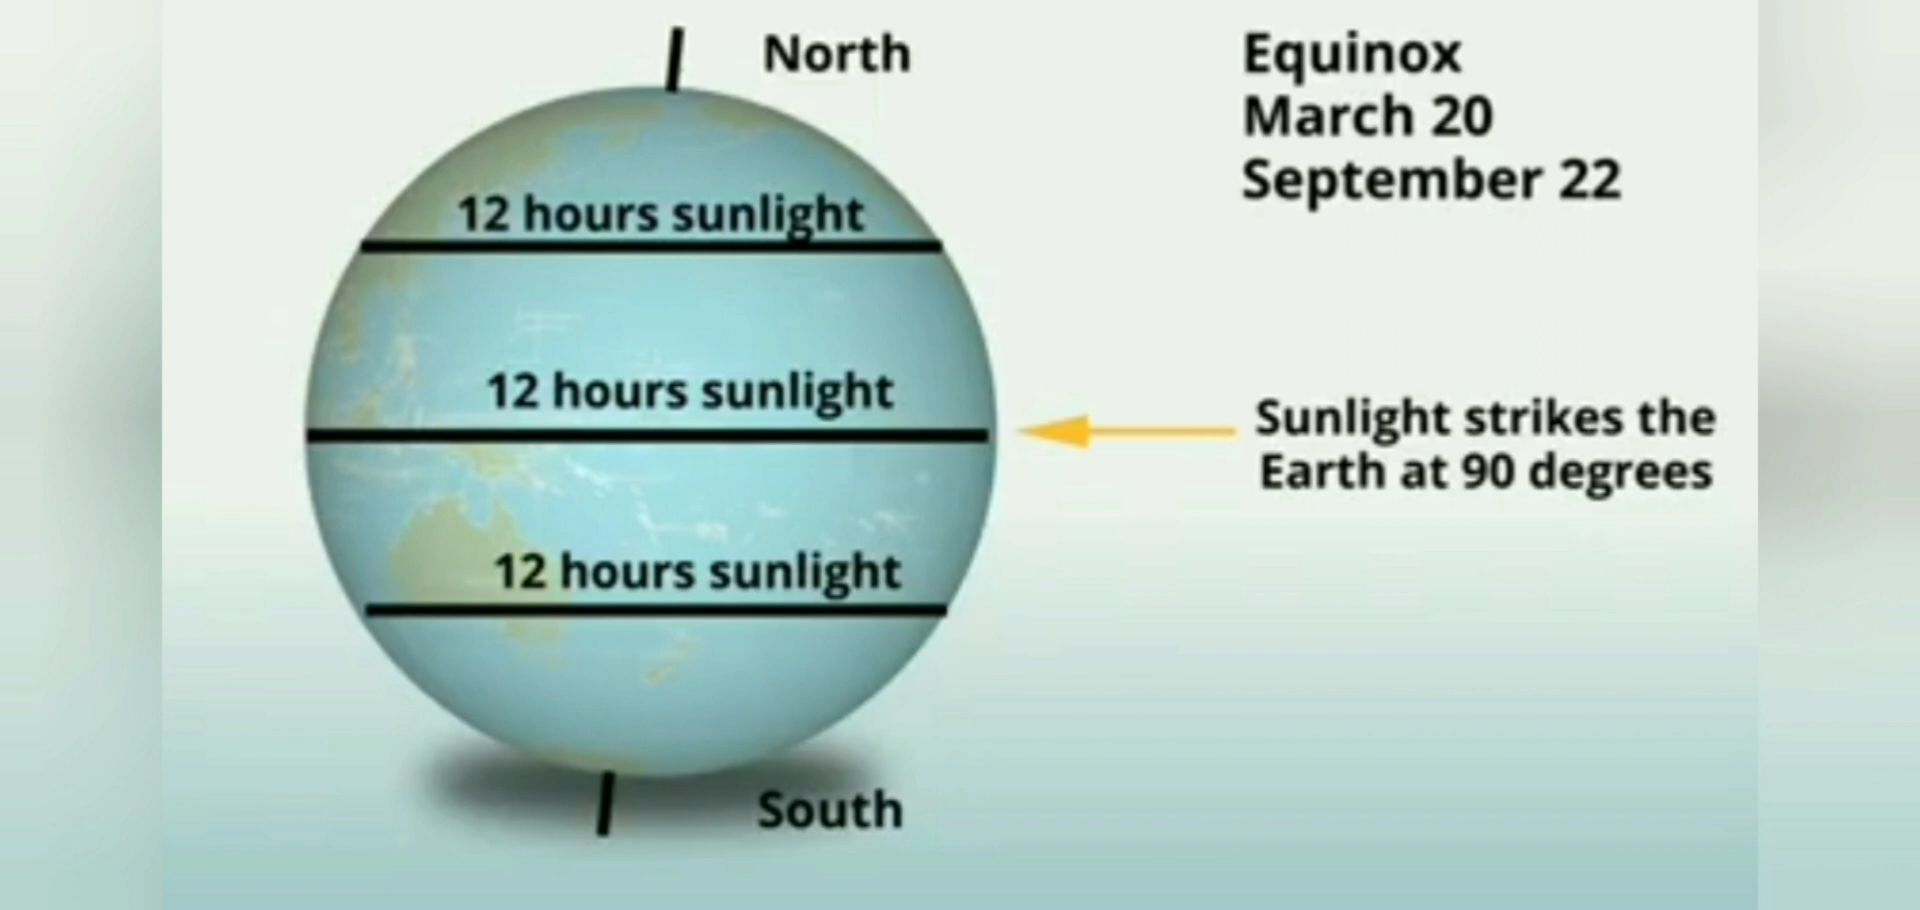 North
Equinox
March 20
September 22
12 hours sunlight
12 hours sunlight
Sunlight strikes the
Earth at 90 degrees
12 hours sunlight
South